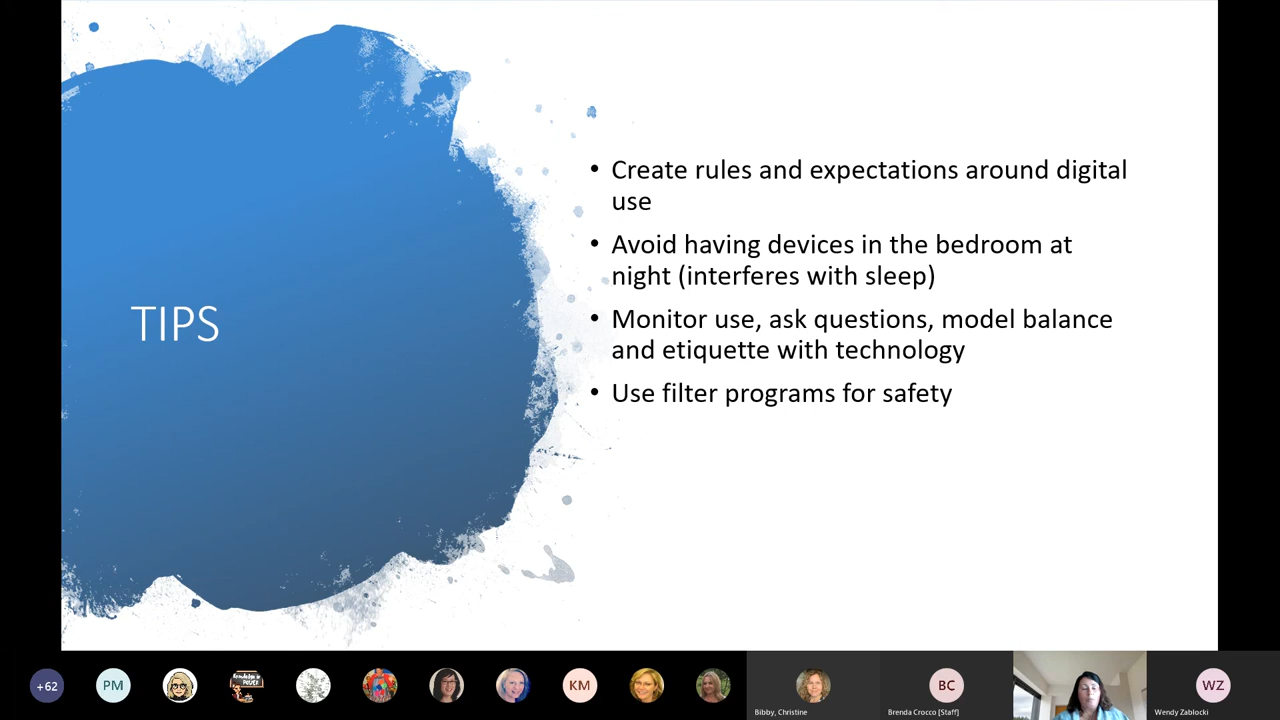 • Create rules and expectations around digital
use
• Avoid having devices in the bedroom at
night (interferes with sleep)
TIPS
• Monitor use, ask questions, model balance
and etiquette with technology
• Use filter programs for safety
+62
PM
KM
BC
WZ
Bibby, Christine
Brenda Crocco [Staff]
Wendy Zablocki